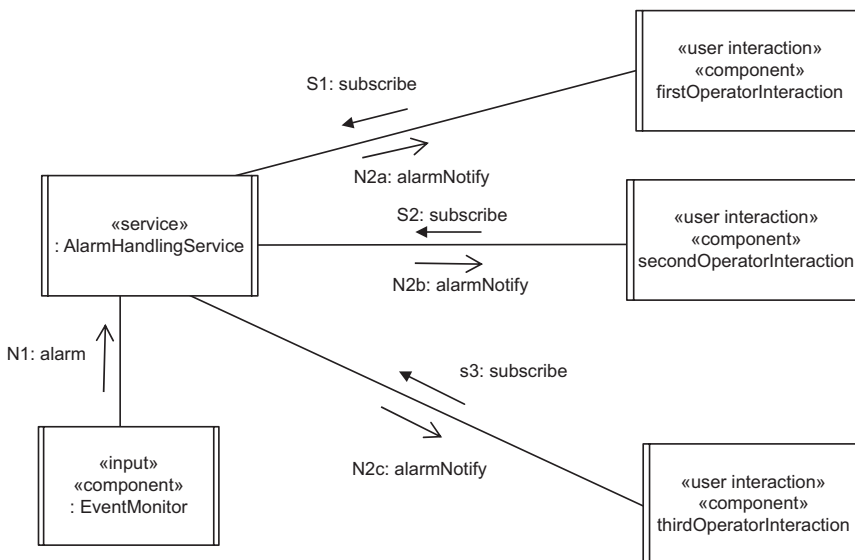 «user interaction»
«component»
firstOperatorInteraction
S1: subscribe
N2a: alarmNotify
«service»
: AlarmHandlingService
S2: subscribe
N2b: alarmNotify
«user interaction»
«component»
secondOperatorInteraction
N1: alarm
s3: subscribe
N2c: alarmNotify
«input»
«component»
: EventMonitor
«user interaction»
«component»
thirdOperatorInteraction